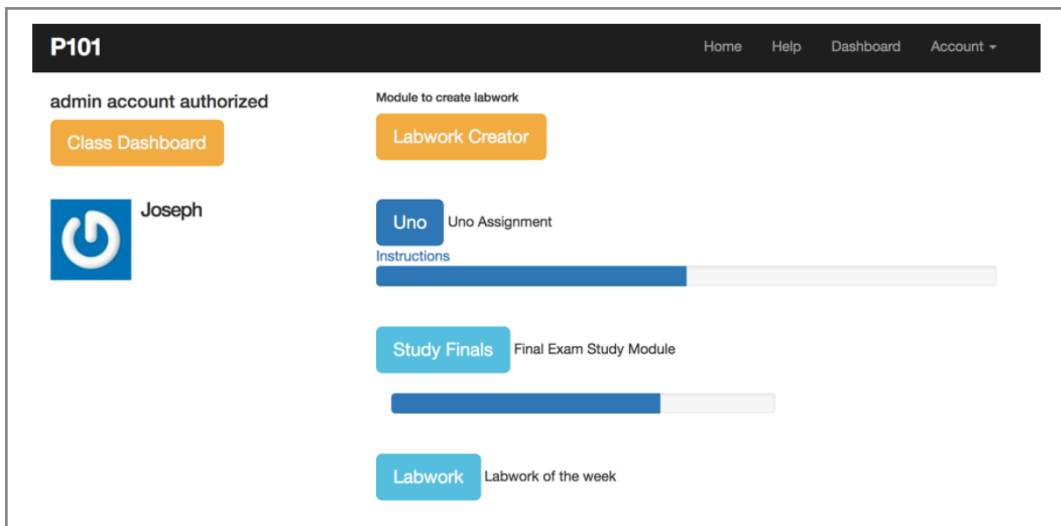 P101
Home Help Dashboard Account
admin account authorized
Class Dashboard
Joseph
Module to create labwork
Labwork Creator
Uno Uno Assignment
Instructions
Study Finals Final Exam Study Module
Labwork Labwork of the week